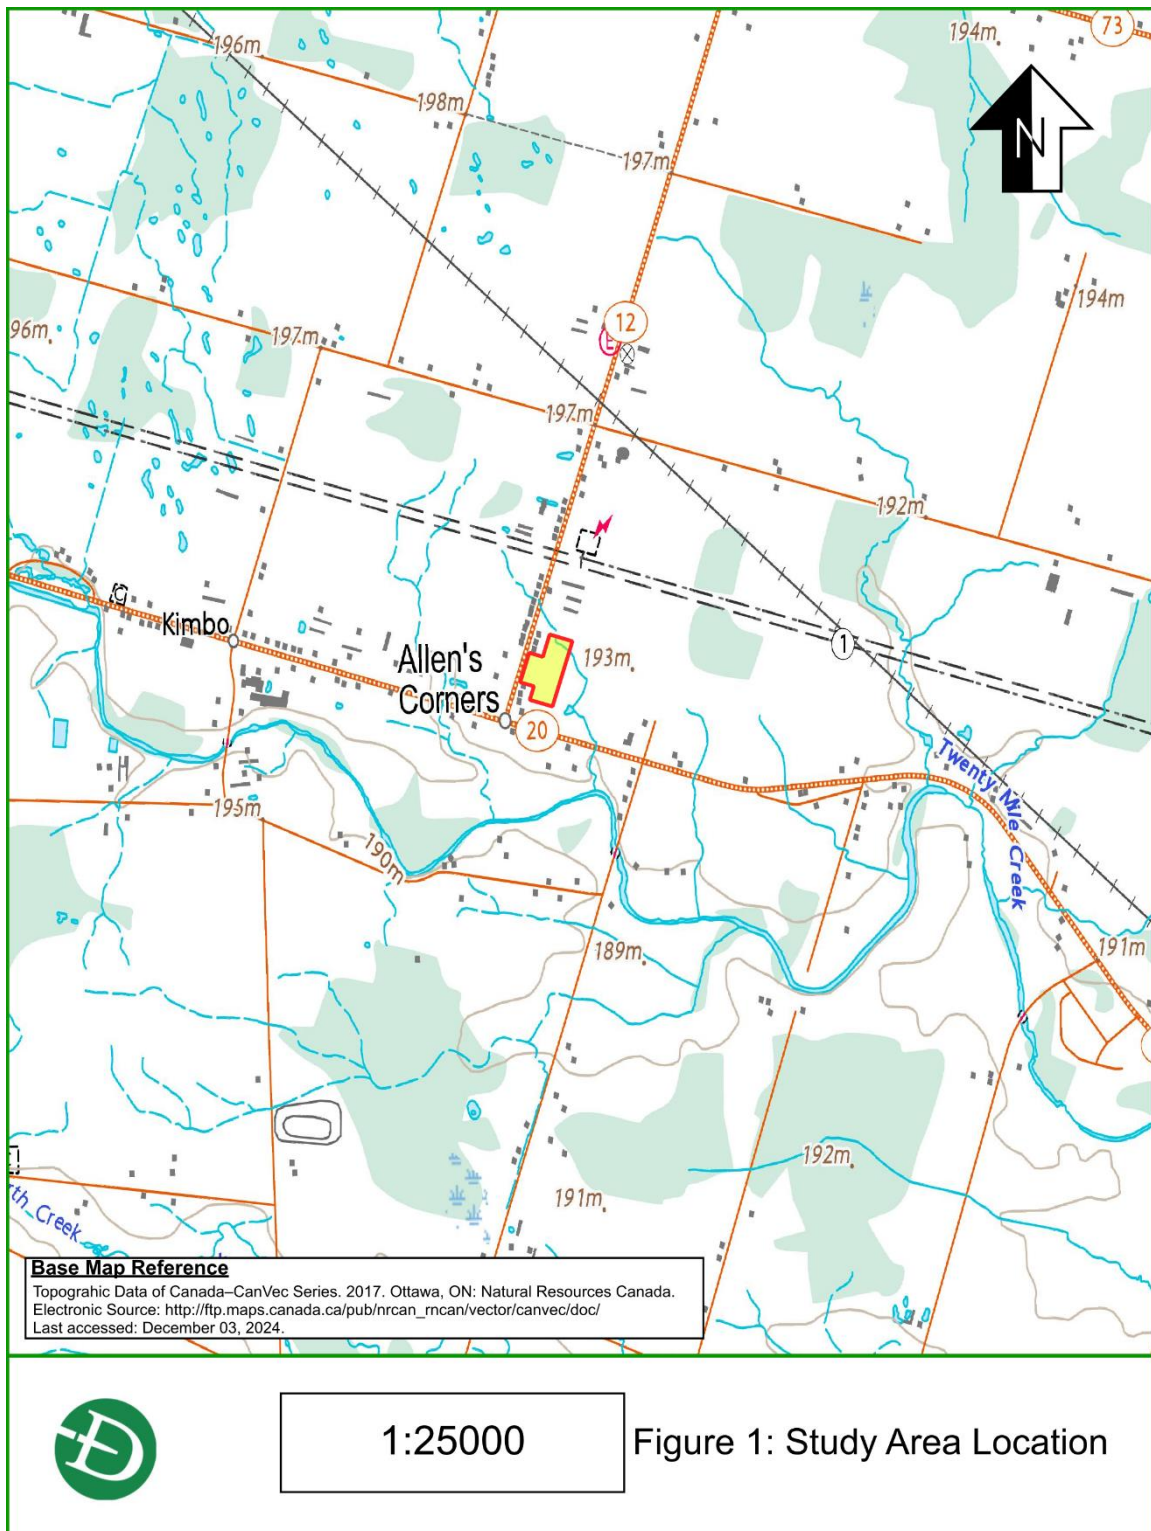 73
194m.
196m.
198m
N
197m.
12
E
194m
96m.
197m.
197m.
192m.
Kimbo
G
1
Allen's
Corners
193m.
20
Twenty Mile Creek
195m
190m
189m.
191m
192m.
191m.
rth Creek
Base Map Reference
Topograhic Data of Canada–CanVec Series. 2017. Ottawa, ON: Natural Resources Canada.
Electronic Source: http://ftp.maps.canada.ca/pub/nrcan_rncan/vector/canvec/doc/
Last accessed: December 03, 2024.
D
1:25000
Figure 1: Study Area Location